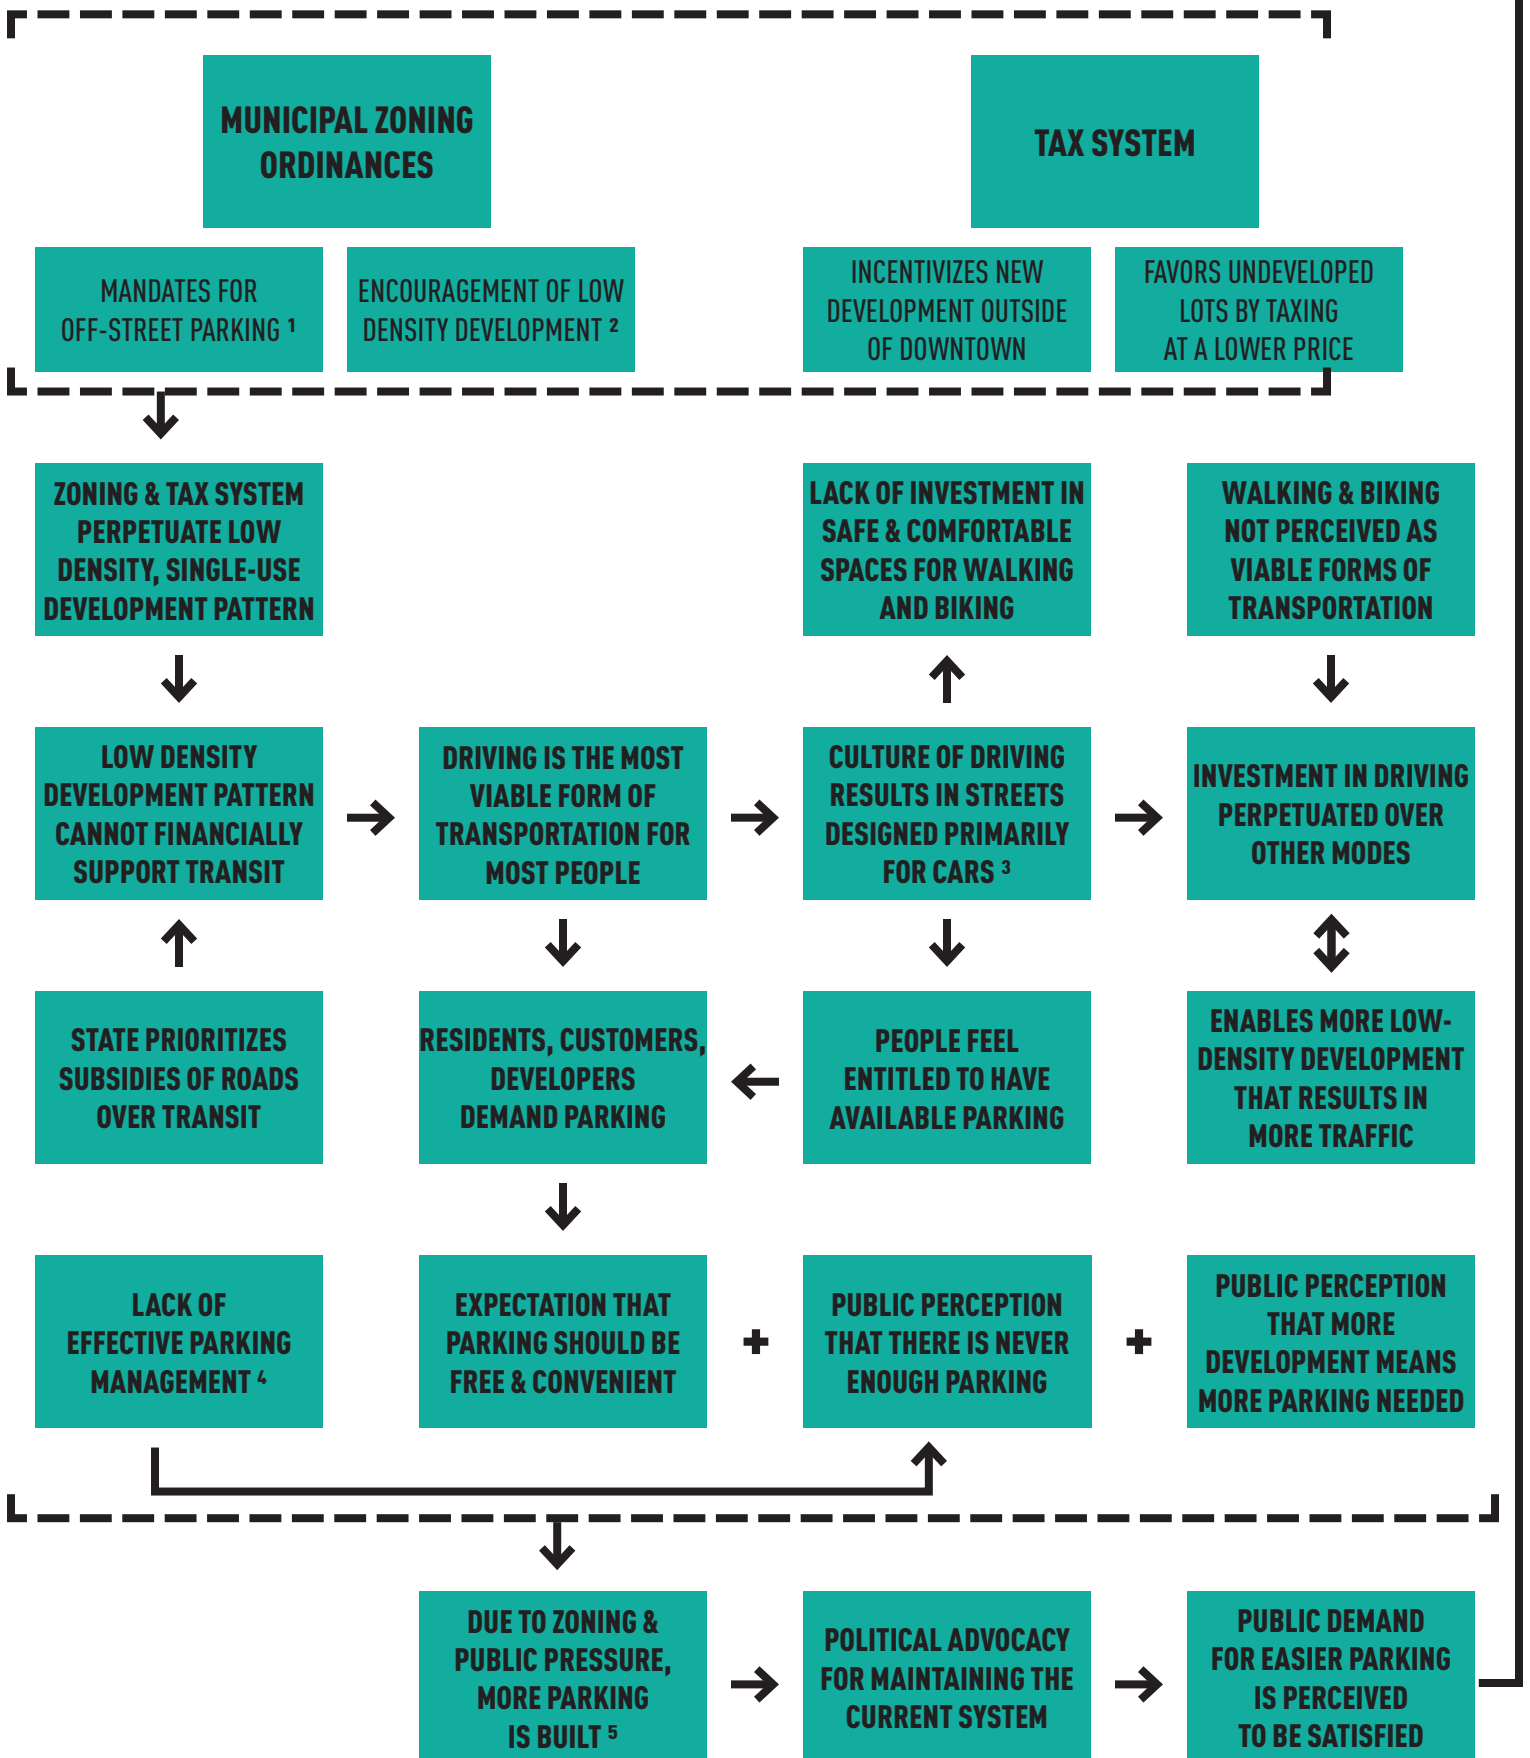 MUNICIPAL ZONING
ORDINANCES
TAX SYSTEM
MANDATES FOR
OFF-STREET PARKING ¹
ENCOURAGEMENT OF LOW
DENSITY DEVELOPMENT ²
INCENTIVIZES NEW
DEVELOPMENT OUTSIDE
OF DOWNTOWN
FAVORS UNDEVELOPED
LOTS BY TAXING
AT A LOWER PRICE
ZONING & TAX SYSTEM
PERPETUATE LOW
DENSITY, SINGLE-USE
DEVELOPMENT PATTERN
LACK OF INVESTMENT IN
SAFE & COMFORTABLE
SPACES FOR WALKING
AND BIKING
WALKING & BIKING
NOT PERCEIVED AS
VIABLE FORMS OF
TRANSPORTATION
LOW DENSITY
DEVELOPMENT PATTERN
CANNOT FINANCIALLY
SUPPORT TRANSIT
DRIVING IS THE MOST
VIABLE FORM OF
TRANSPORTATION FOR
MOST PEOPLE
CULTURE OF DRIVING
RESULTS IN STREETS
DESIGNED PRIMARILY
FOR CARS ³
INVESTMENT IN DRIVING
PERPETUATED OVER
OTHER MODES
STATE PRIORITIZES
SUBSIDIES OF ROADS
OVER TRANSIT
RESIDENTS, CUSTOMERS,
DEVELOPERS
DEMAND PARKING
PEOPLE FEEL
ENTITLED TO HAVE
AVAILABLE PARKING
ENABLES MORE LOW-
DENSITY DEVELOPMENT
THAT RESULTS IN
MORE TRAFFIC
LACK OF
EFFECTIVE PARKING
MANAGEMENT ⁴
EXPECTATION THAT
PARKING SHOULD BE
FREE & CONVENIENT
+
PUBLIC PERCEPTION
THAT THERE IS NEVER
ENOUGH PARKING
+
PUBLIC PERCEPTION
THAT MORE
DEVELOPMENT MEANS
MORE PARKING NEEDED
DUE TO ZONING &
PUBLIC PRESSURE,
MORE PARKING
IS BUILT ⁵
POLITICAL ADVOCACY
FOR MAINTAINING THE
CURRENT SYSTEM
PUBLIC DEMAND
FOR EASIER PARKING
IS PERCEIVED
TO BE SATISFIED